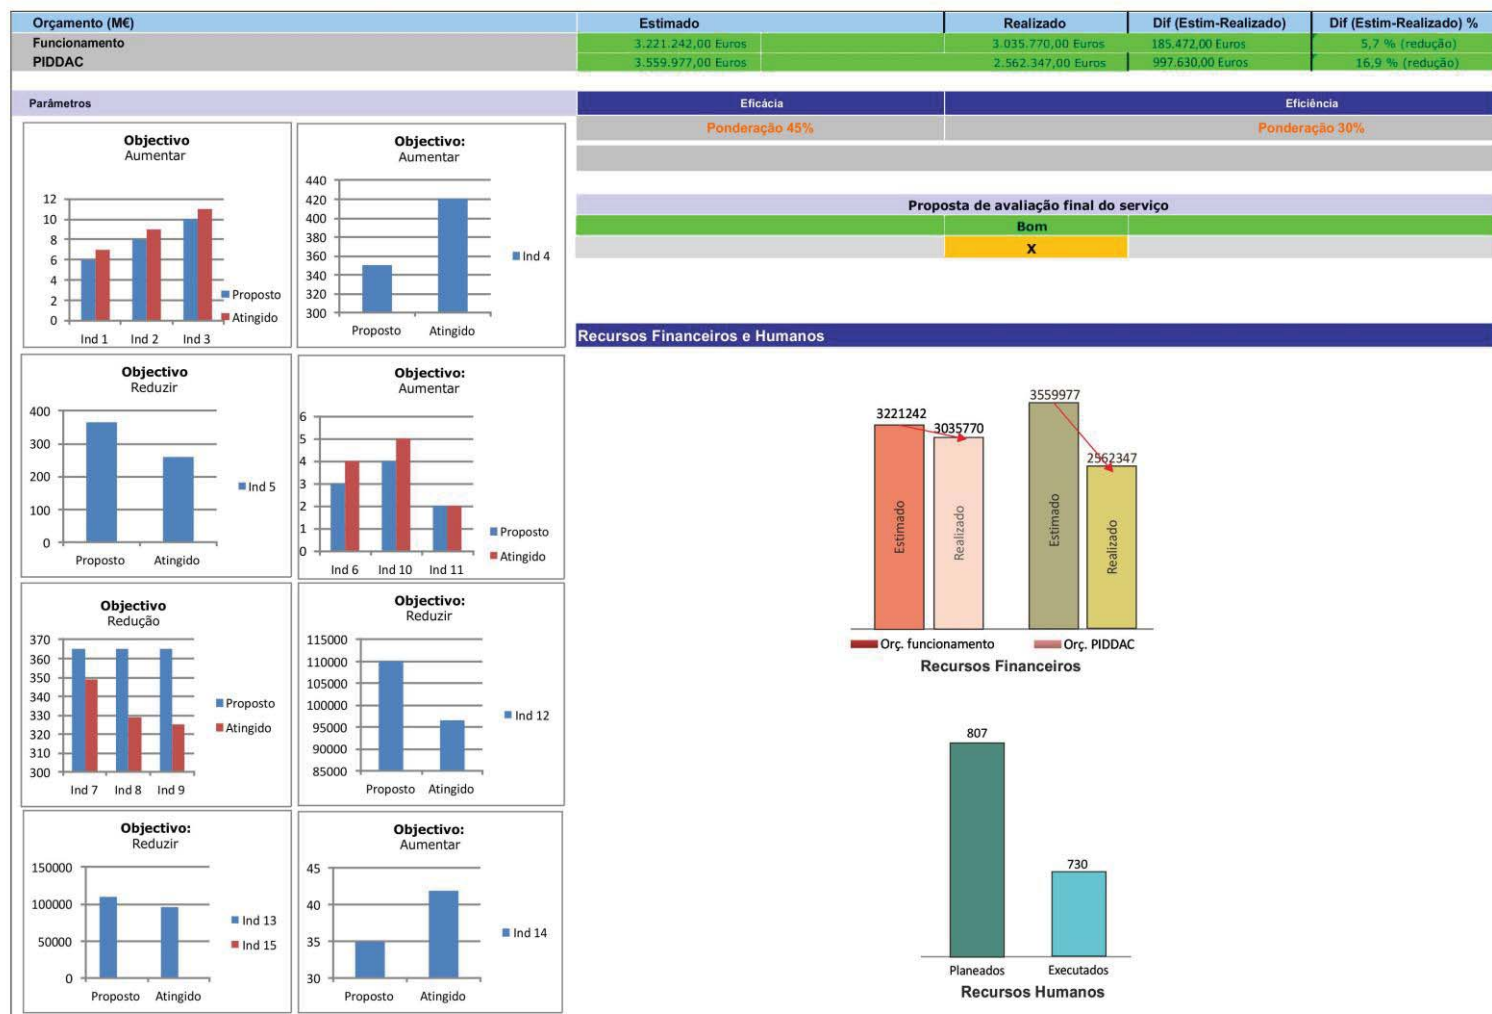 Orçamento (M€) Estimado Realizado Dif (Estim-Realizado) Dif (Estim-Realizado) %
Funcionamento 3.221.242,00 Euros 3.035.770,00 Euros 185.472,00 Euros 5,7 % (redução)
PIDDAC 3.559.977,00 Euros 2.562.347,00 Euros 997.630,00 Euros 16,9 % (redução)
Parâmetros Eficácia Eficiência
Ponderação 45% Ponderação 30%
Proposta de avaliação final do serviço
Bom
X
Objectivo
Aumentar
12
10
8
6
4
2
0
Ind 1 Ind 2 Ind 3
Proposto
Atingido
Objectivo:
Aumentar
440
420
400
380
360
340
320
300
Proposto Atingido
Ind 4
Objectivo
Reduzir
400
300
200
100
0
Proposto Atingido
Ind 5
Objectivo:
Aumentar
6
5
4
3
2
1
0
Ind 6 Ind 10 Ind 11
Proposto
Atingido
Objectivo
Redução
370
360
350
340
330
320
310
300
Ind 7 Ind 8 Ind 9
Proposto
Atingido
Objectivo:
Reduzir
115000
110000
105000
100000
95000
90000
85000
Proposto Atingido
Ind 12
Objectivo:
Reduzir
150000
100000
50000
0
Proposto Atingido
Ind 13
Ind 15
Objectivo:
Aumentar
45
40
35
30
Proposto Atingido
Ind 14
Recursos Financeiros e Humanos
3221242 3035770 3559977 2562347
Estimado Realizado Estimado Realizado
Orç. funcionamento Orç. PIDDAC
Recursos Financeiros
807
730
Planeados Executados
Recursos Humanos